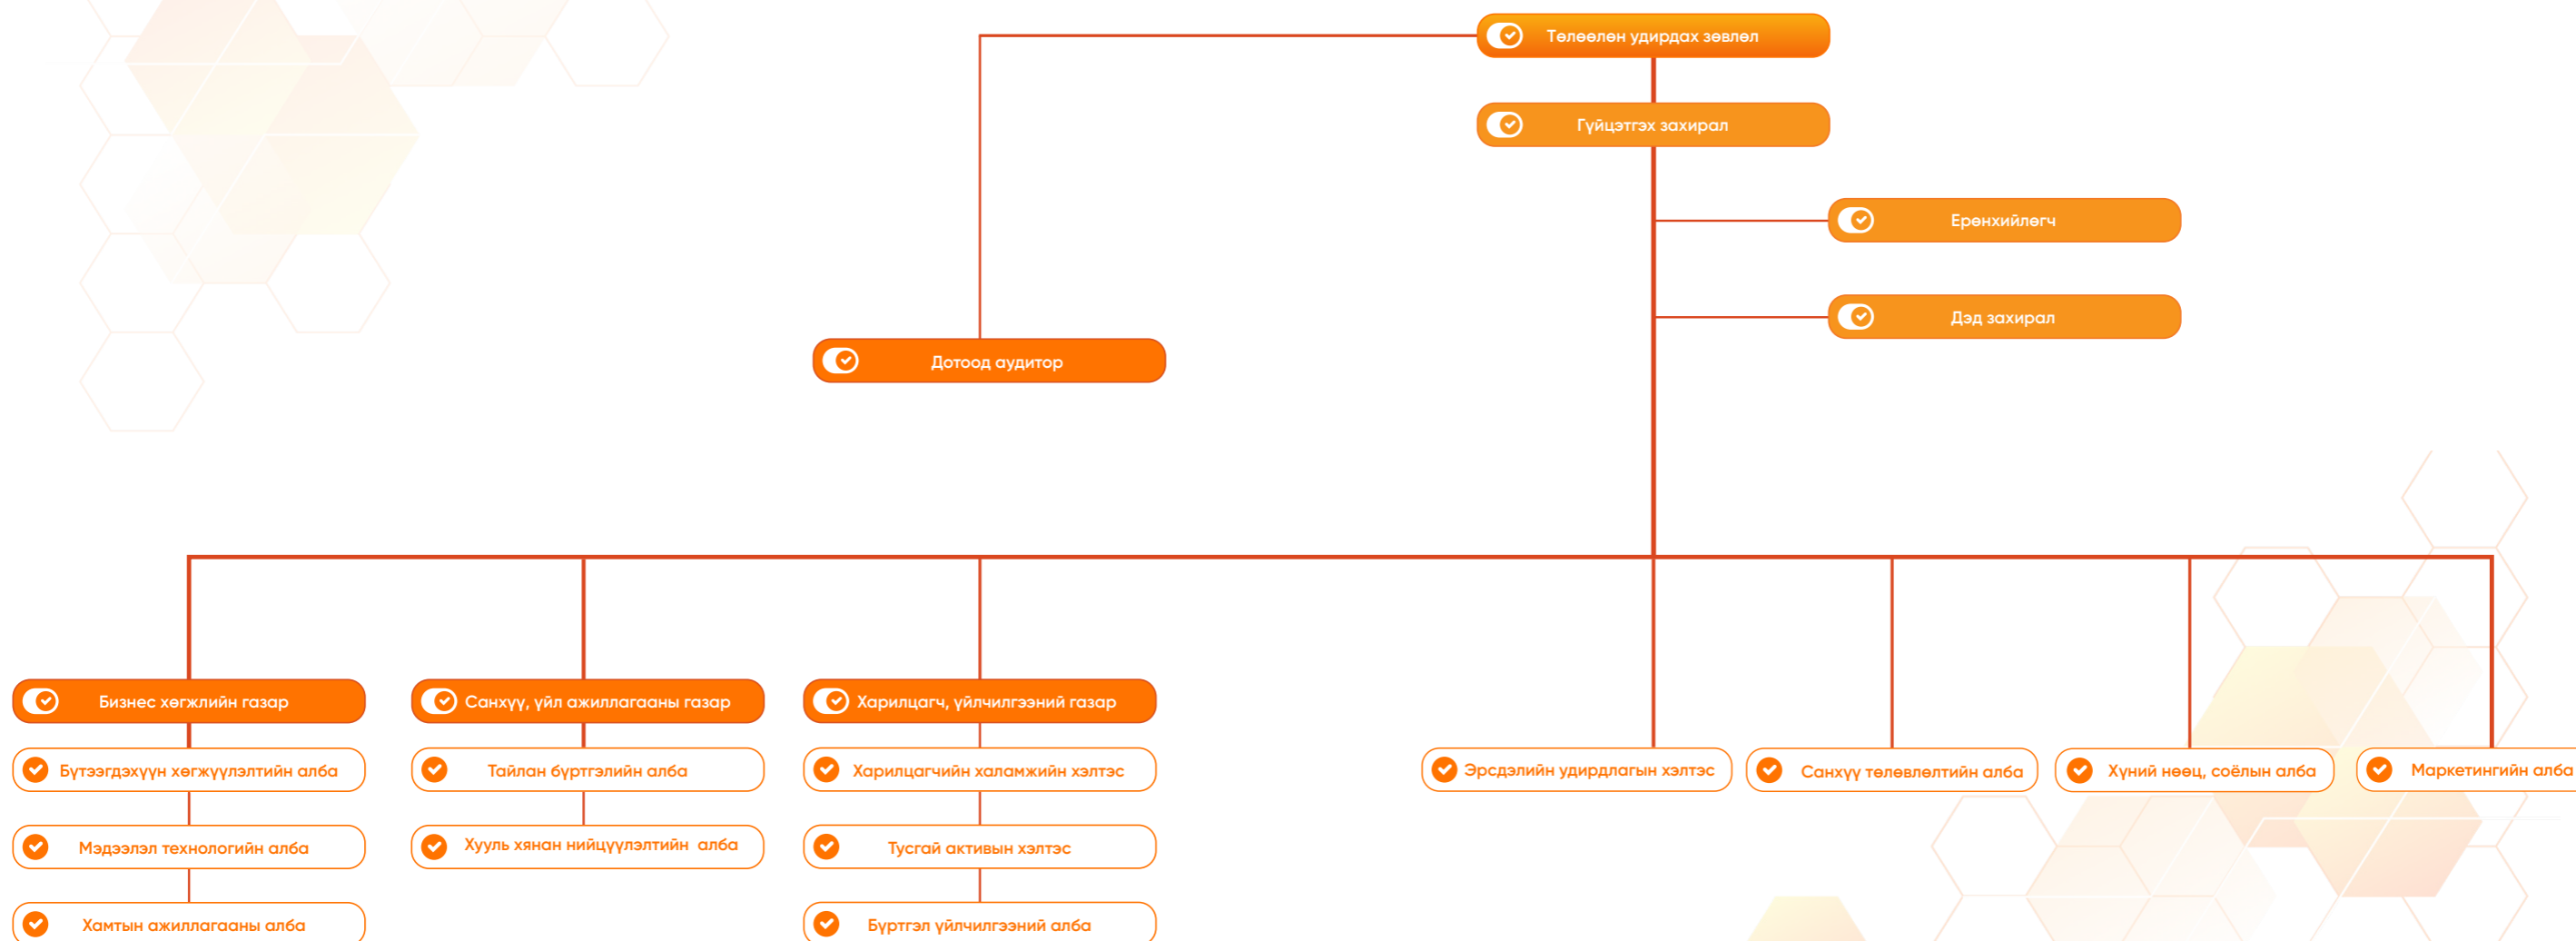 Төлөөлөн удирдах зөвлөл
Гүйцэтгэх захирал
Ерөнхийлөгч
Дэд захирал
Дотоод аудитор
Бизнес хөгжлийн газар
Санхүү, үйл ажиллагааны газар
Харилцагч, үйлчилгээний газар
Бүтээгдэхүүн хөгжүүлэлтийн алба
Тайлан бүртгэлийн алба
Харилцагчийн халамжийн хэлтэс
Эрсдэлийн удирдлагын хэлтэс
Санхүү төлөвлөлтийн алба
Хүний нөөц, соёлын алба
Маркетингийн алба
Мэдээлэл технологийн алба
Хууль хянан нийцүүлэлтийн алба
Тусгай активын хэлтэс
Хамтын ажиллагааны алба
Бүртгэл үйлчилгээний алба